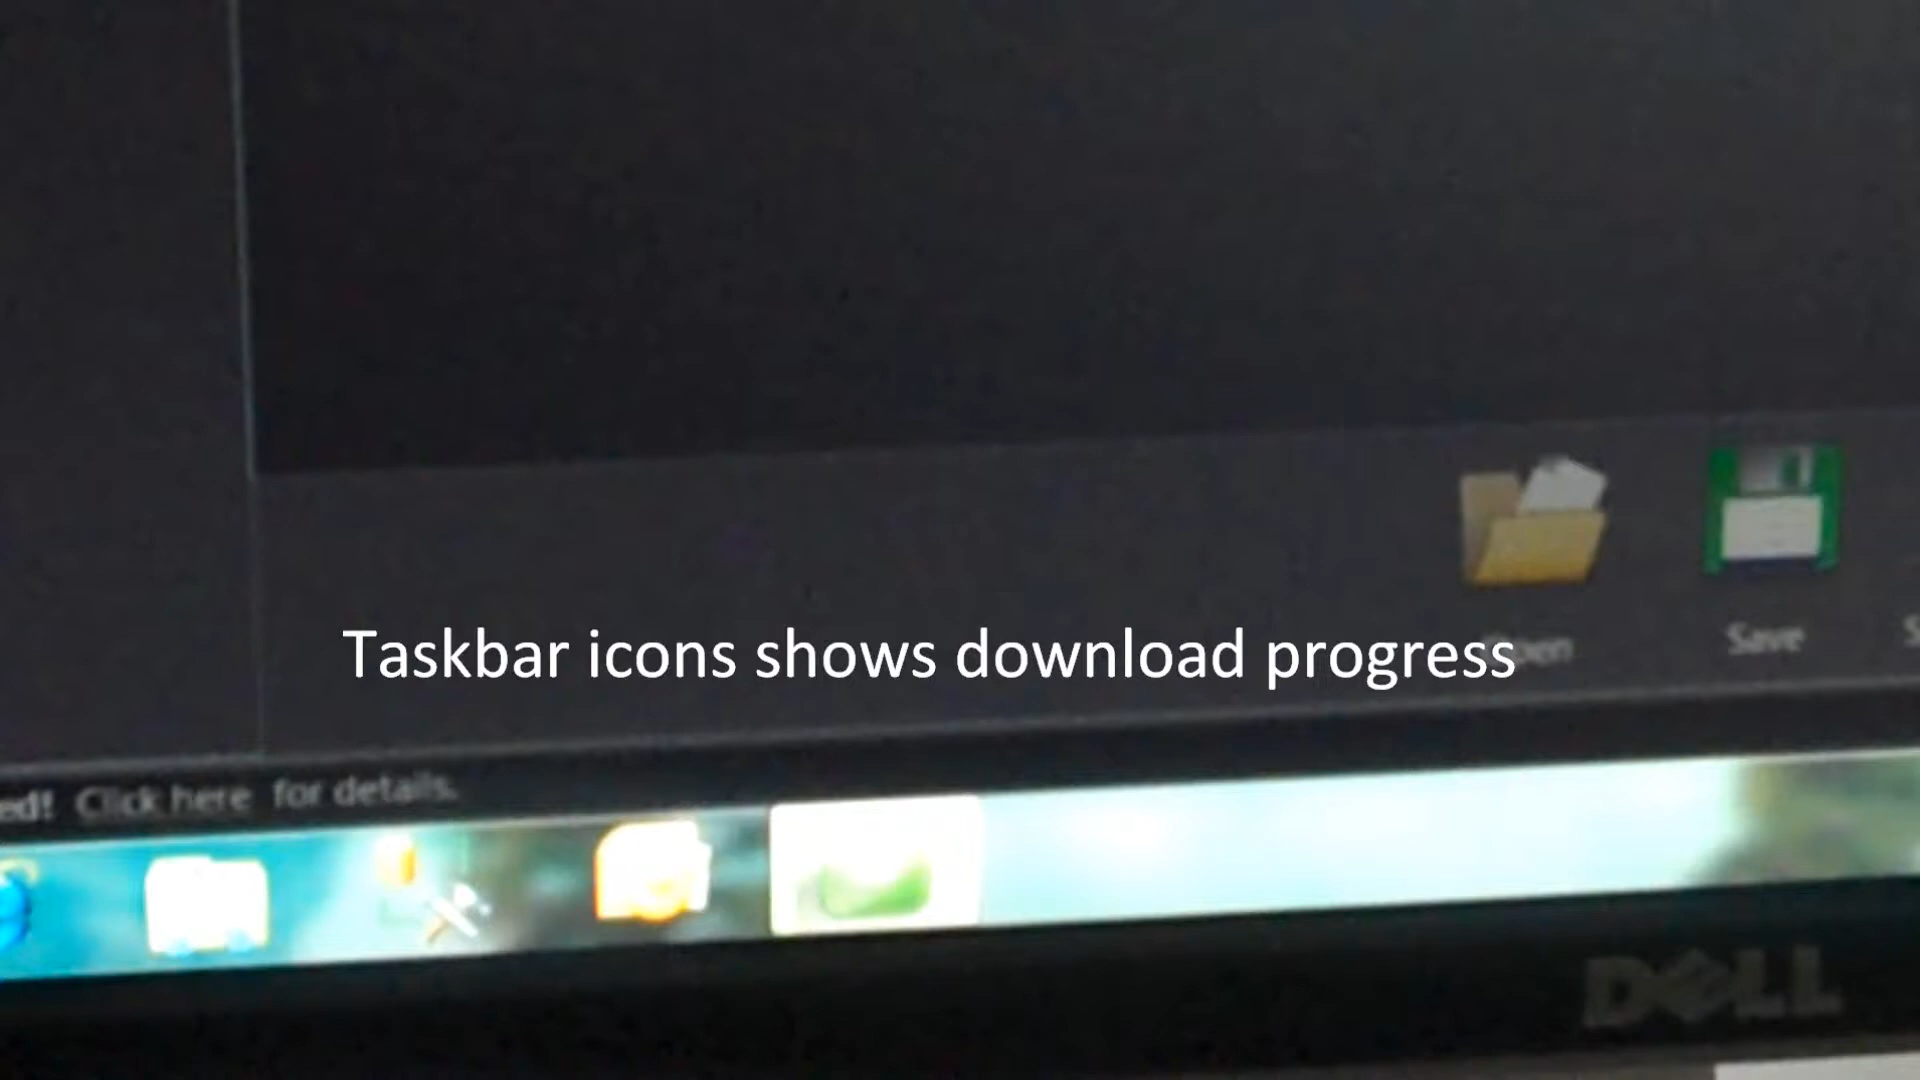 Taskbar icons shows download progress
Save
ed! Click here for details.
DELL